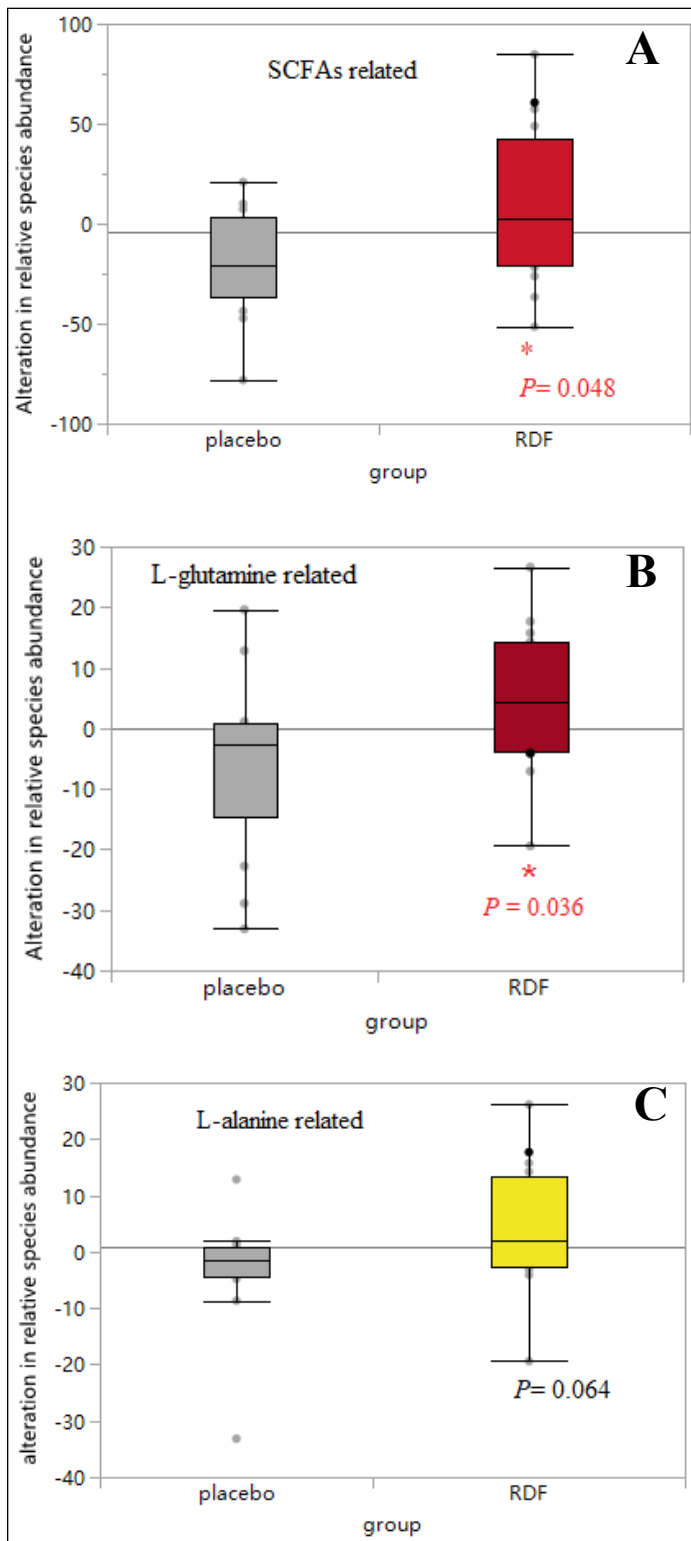 A
SCFAs related
Alteration in relative species abundance
100
50
0
-50
-100
*
P= 0.048
placebo
RDF
group
B
L-glutamine related
Alteration in relative species abundance
30
20
10
0
-10
-20
-30
-40
*
P = 0.036
placebo
RDF
group
C
L-alanine related
alteration in relative species abundance
30
20
10
0
-10
-20
-30
-40
P= 0.064
placebo
RDF
group